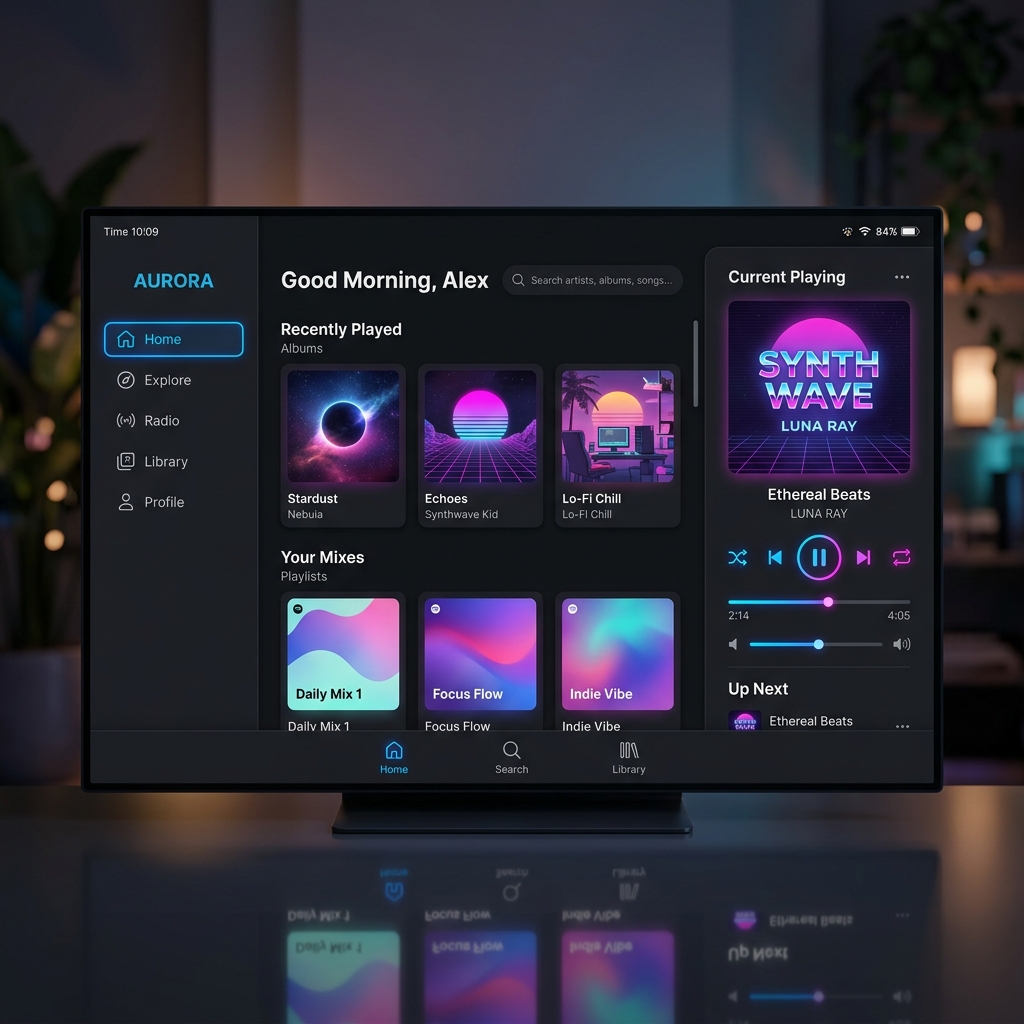 Time 10:09
84%
AURORA
Home
Explore
Radio
Library
Profile
Good Morning, Alex
Search artists, albums, songs...
Recently Played
Albums
Stardust
Nebuia
Echoes
Synthwave Kid
Lo-Fi Chill
Lo-FI Chill
Your Mixes
Playlists
Daily Mix 1
Focus Flow
Indie Vibe
Daily Mix 1
Focus Flow
Indie Vibe
Current Playing
SYNTH
WAVE
LUNA RAY
Ethereal Beats
LUNA RAY
2:14
4:05
Up Next
Ethereal Beats
Home
Search
Library